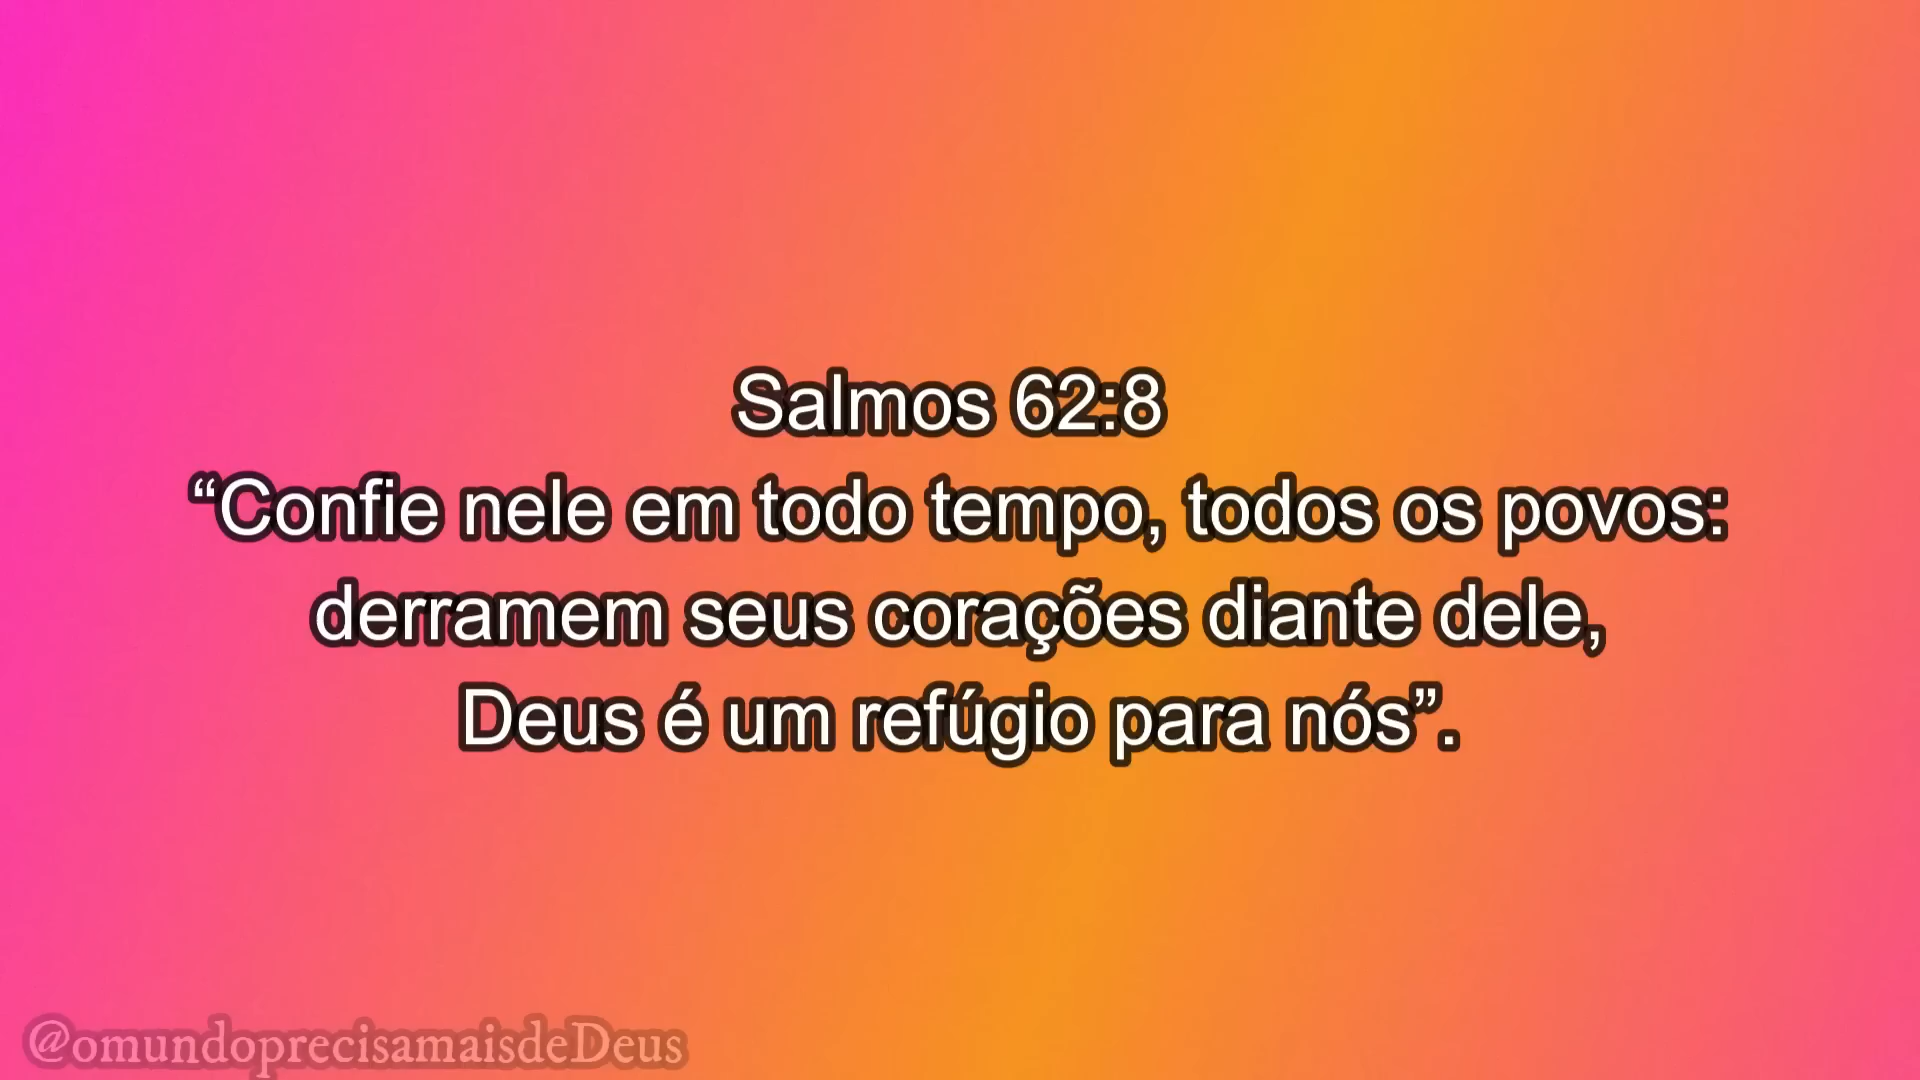 Salmos 62:8
“Confie nele em todo tempo, todos os povos:
derramem seus corações diante dele,
Deus é um refúgio para nós”.
@omundoprecisamaisdeDeus